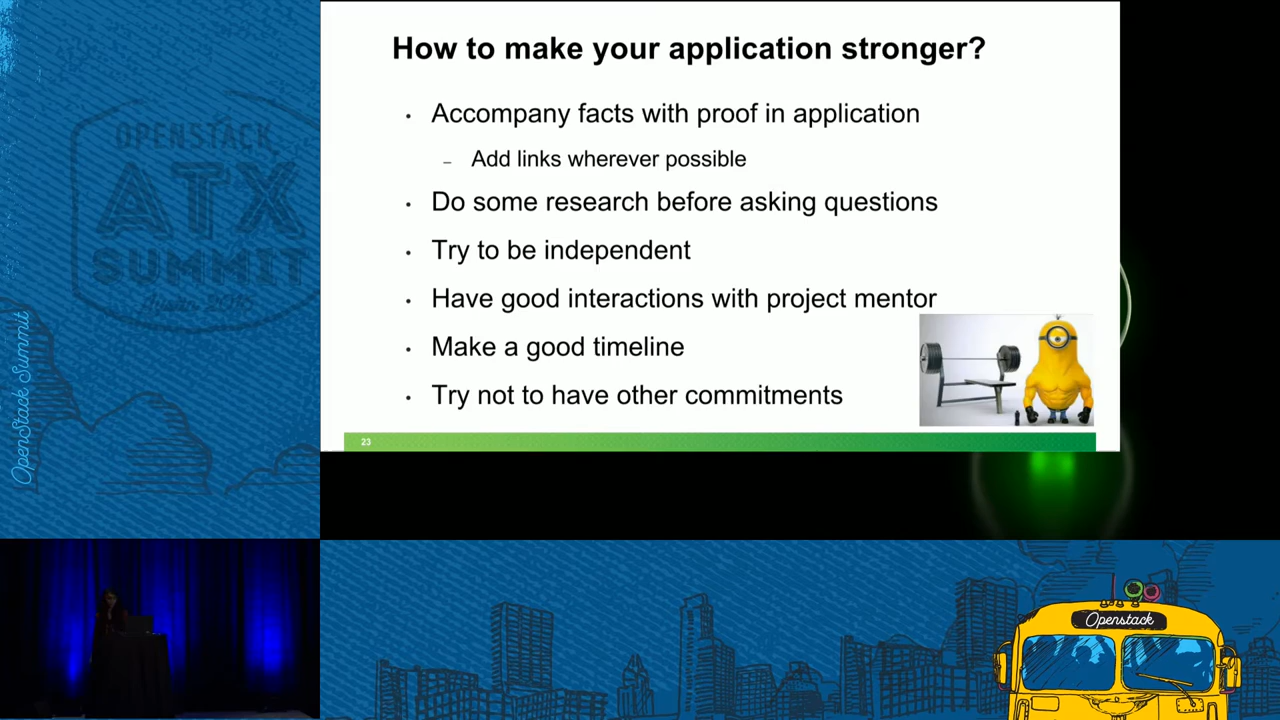 How to make your application stronger?
• Accompany facts with proof in application
– Add links wherever possible
• Do some research before asking questions
• Try to be independent
• Have good interactions with project mentor
• Make a good timeline
• Try not to have other commitments
23
OPENSTACK
ATX
SUMMIT
Austin 2016
OpenStack Summit
Openstack